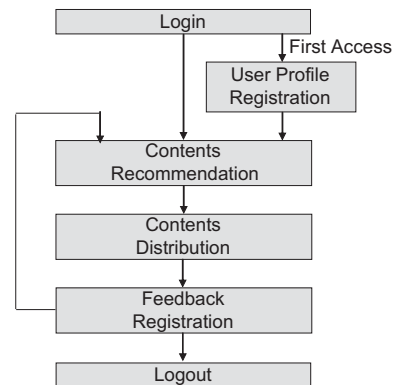 Login
First Access
User Profile
Registration
Contents
Recommendation
Contents
Distribution
Feedback
Registration
Logout